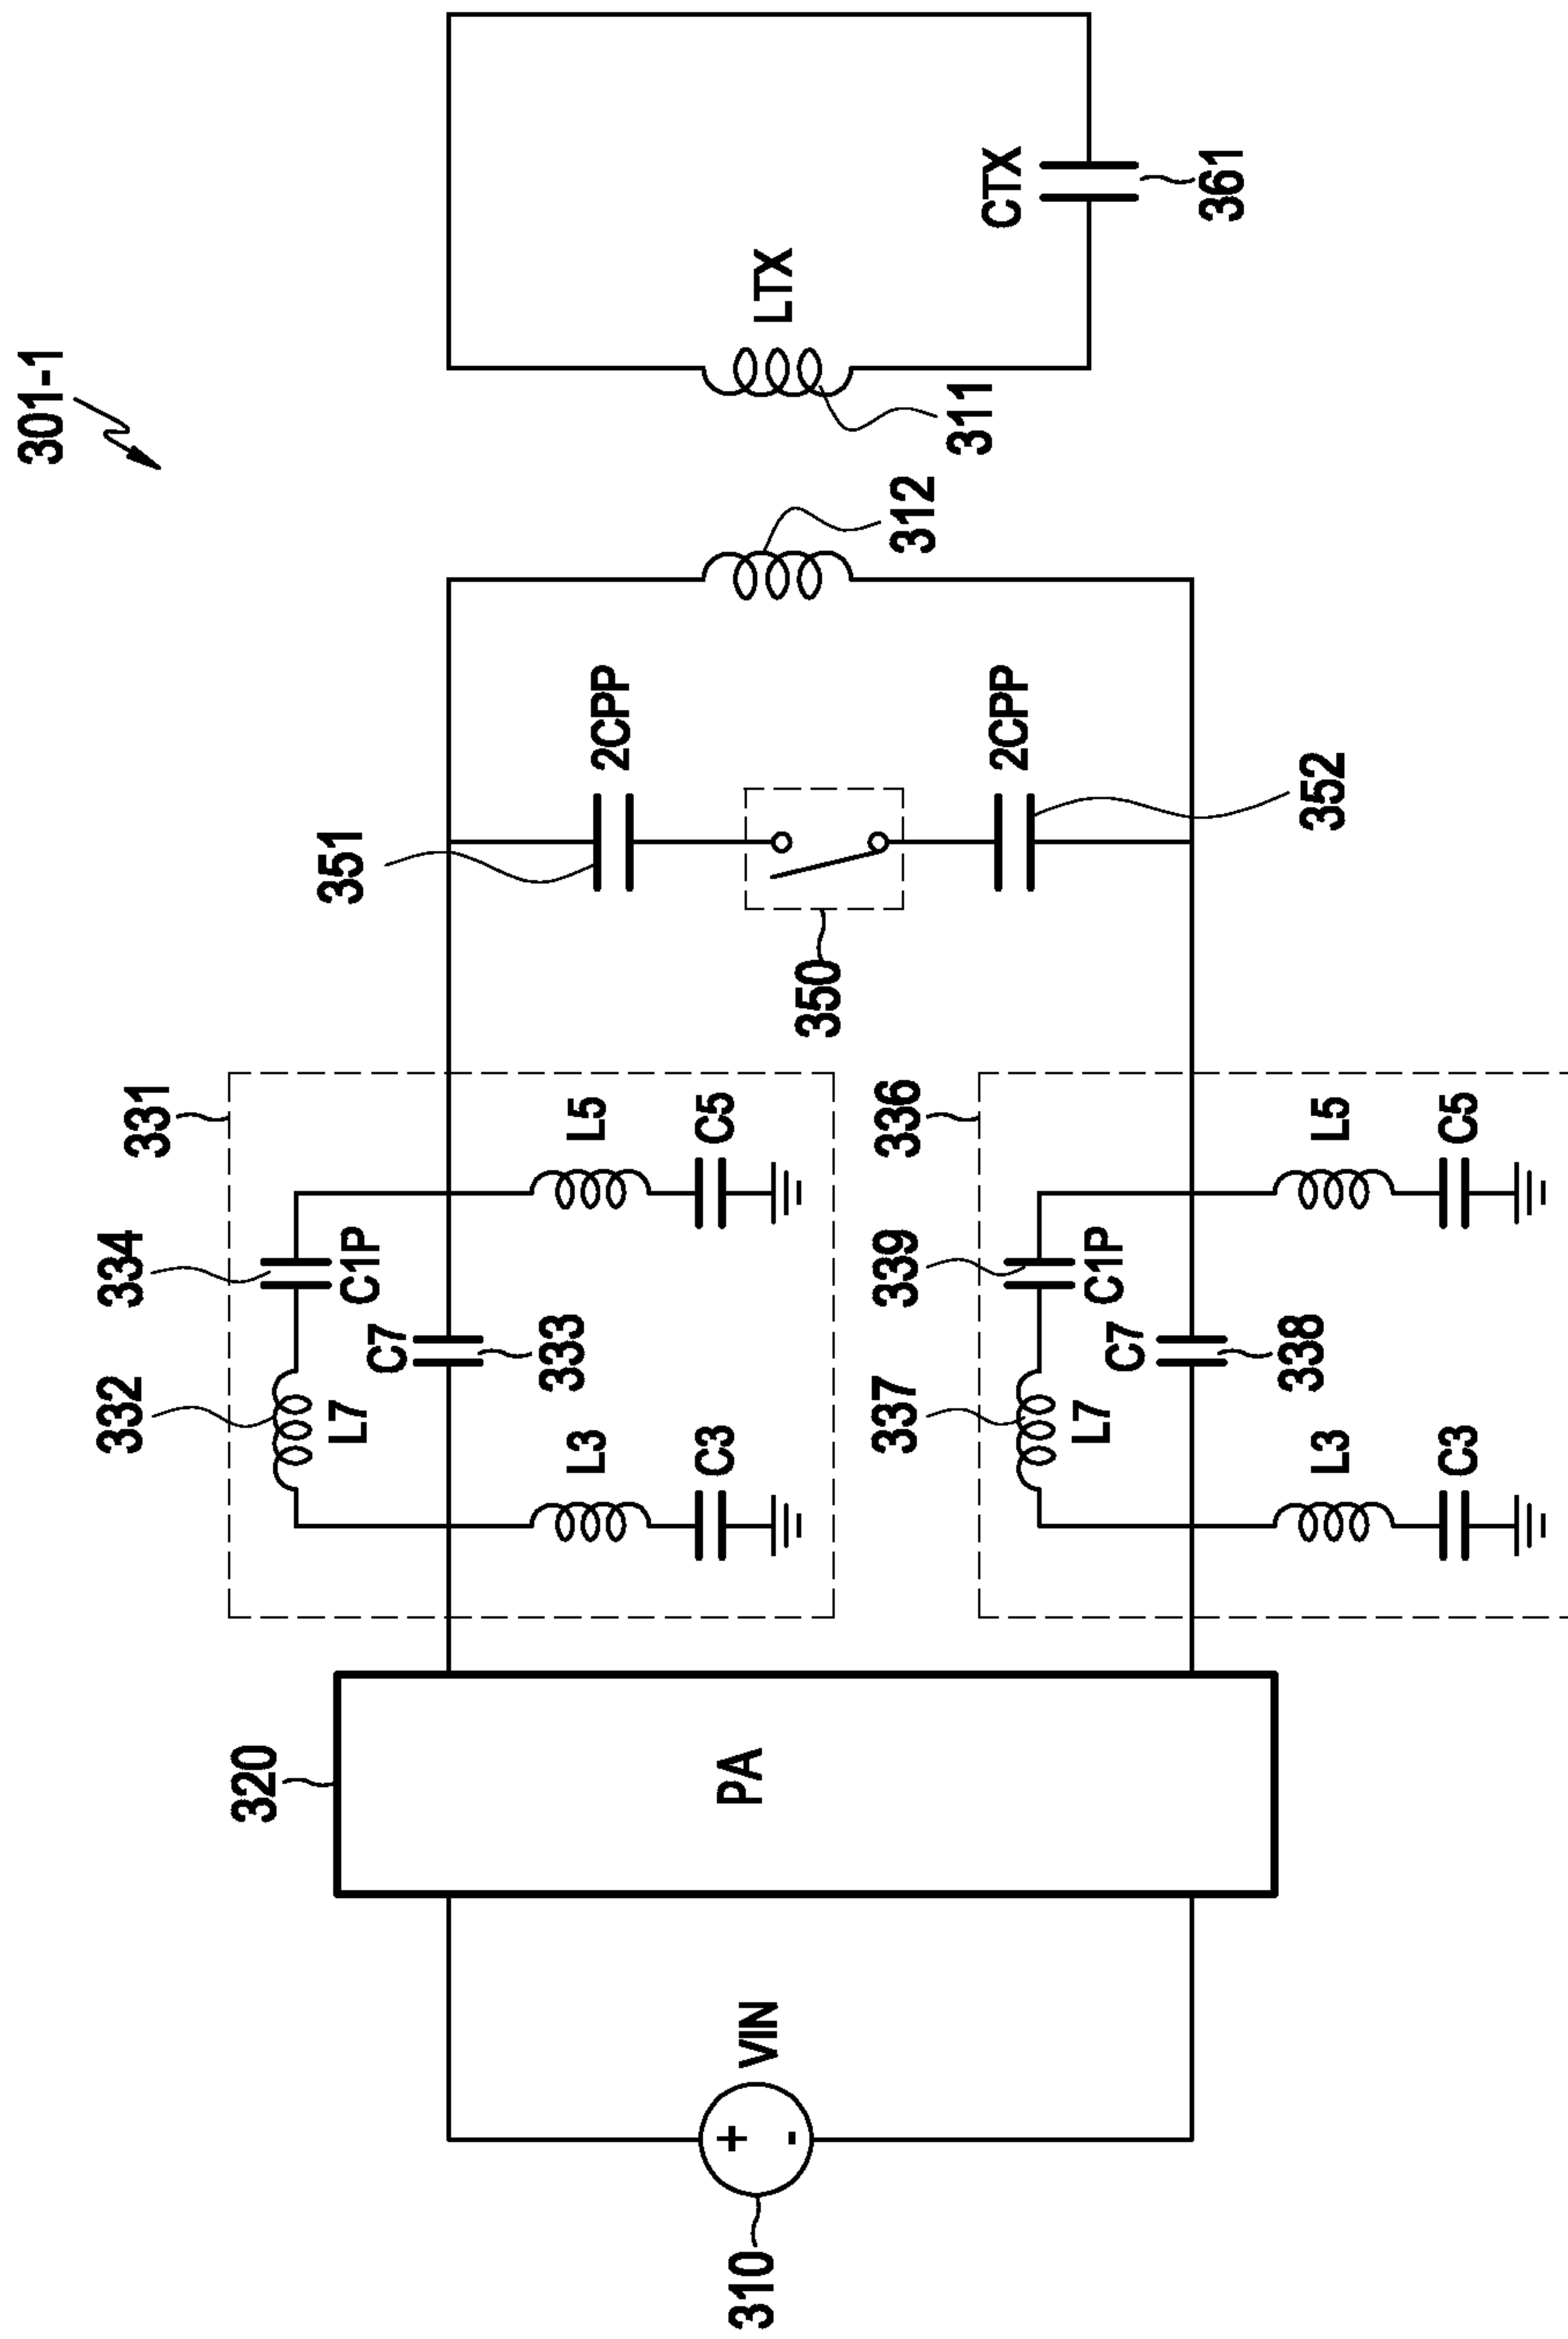 301-1
310
VIN
+
-
320
PA
331
332
L7
334
C1P
C7
333
L3
C3
L5
C5
336
337
L7
339
C1P
C7
338
L3
C3
L5
C5
351
2CPP
350
2CPP
352
312
311
LTX
CTX
361